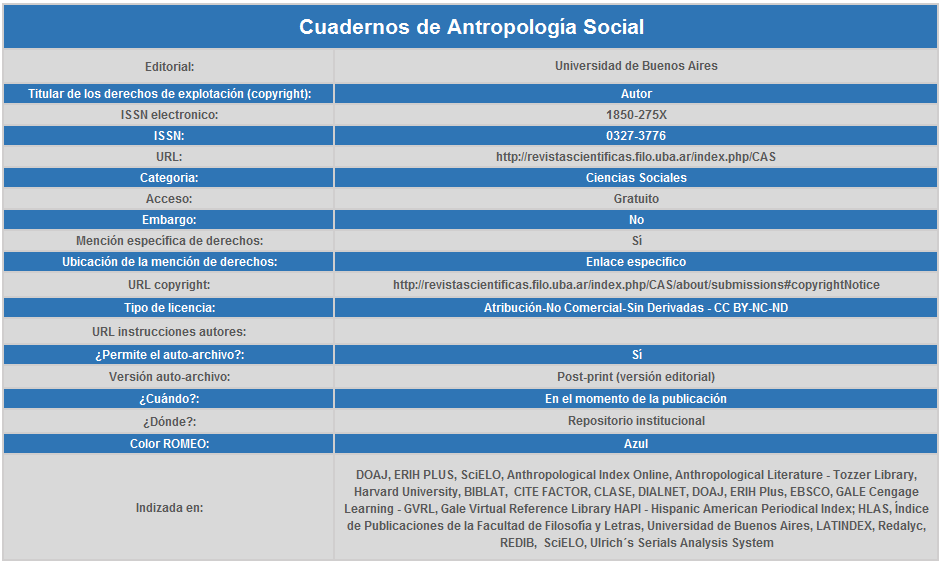 Cuadernos de Antropología Social
Editorial: Universidad de Buenos Aires
Titular de los derechos de explotación (copyright): Autor
ISSN electronico: 1850-275X
ISSN: 0327-3776
URL: http://revistascientificas.filo.uba.ar/index.php/CAS
Categoria: Ciencias Sociales
Acceso: Gratuito
Embargo: No
Mención específica de derechos: Sí
Ubicación de la mención de derechos: Enlace especifico
URL copyright: http://revistascientificas.filo.uba.ar/index.php/CAS/about/submissions#copyrightNotice
Tipo de licencia: Atribución-No Comercial-Sin Derivadas - CC BY-NC-ND
URL instrucciones autores:
¿Permite el auto-archivo?: Sí
Versión auto-archivo: Post-print (versión editorial)
¿Cuándo?: En el momento de la publicación
¿Dónde?: Repositorio institucional
Color ROMEO: Azul
Indizada en:
DOAJ, ERIH PLUS, SciELO, Anthropological Index Online, Anthropological Literature - Tozzer Library,
Harvard University, BIBLAT, CITE FACTOR, CLASE, DIALNET, DOAJ, ERIH Plus, EBSCO, GALE Cengage
Learning - GVRL, Gale Virtual Reference Library HAPI - Hispanic American Periodical Index; HLAS, Índice
de Publicaciones de la Facultad de Filosofía y Letras, Universidad de Buenos Aires, LATINDEX, Redalyc,
REDIB, SciELO, Ulrich´s Serials Analysis System